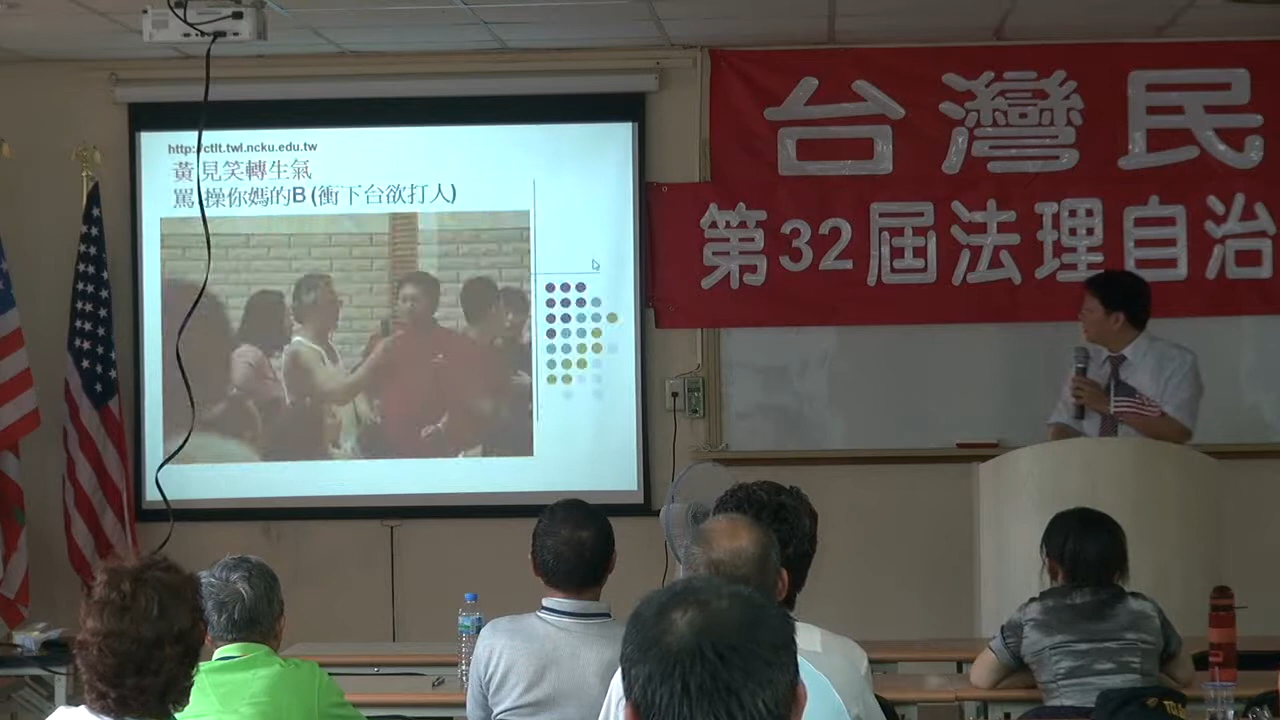 http://ctlt.twl.ncku.edu.tw
黃見笑轉生氣
罵 操你媽的B (衝下台欲打人)
台灣民
第32屆法理自治